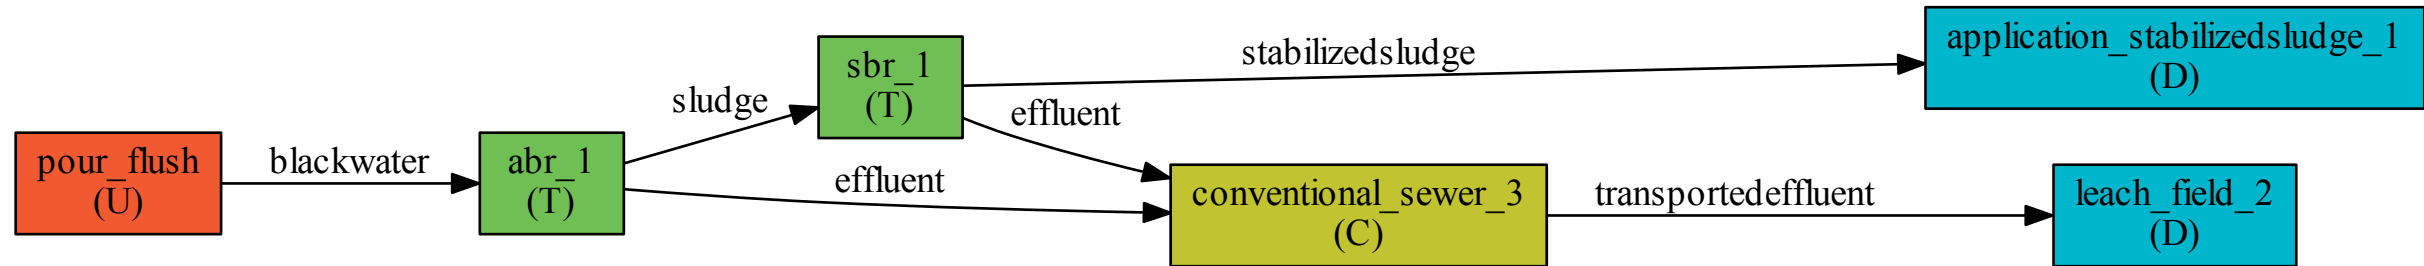 pour_flush
(U)
blackwater
abr_1
(T)
sludge
effluent
sbr_1
(T)
stabilizedsludge
effluent
conventional_sewer_3
(C)
transportedeffluent
application_stabilizedsludge_1
(D)
leach_field_2
(D)